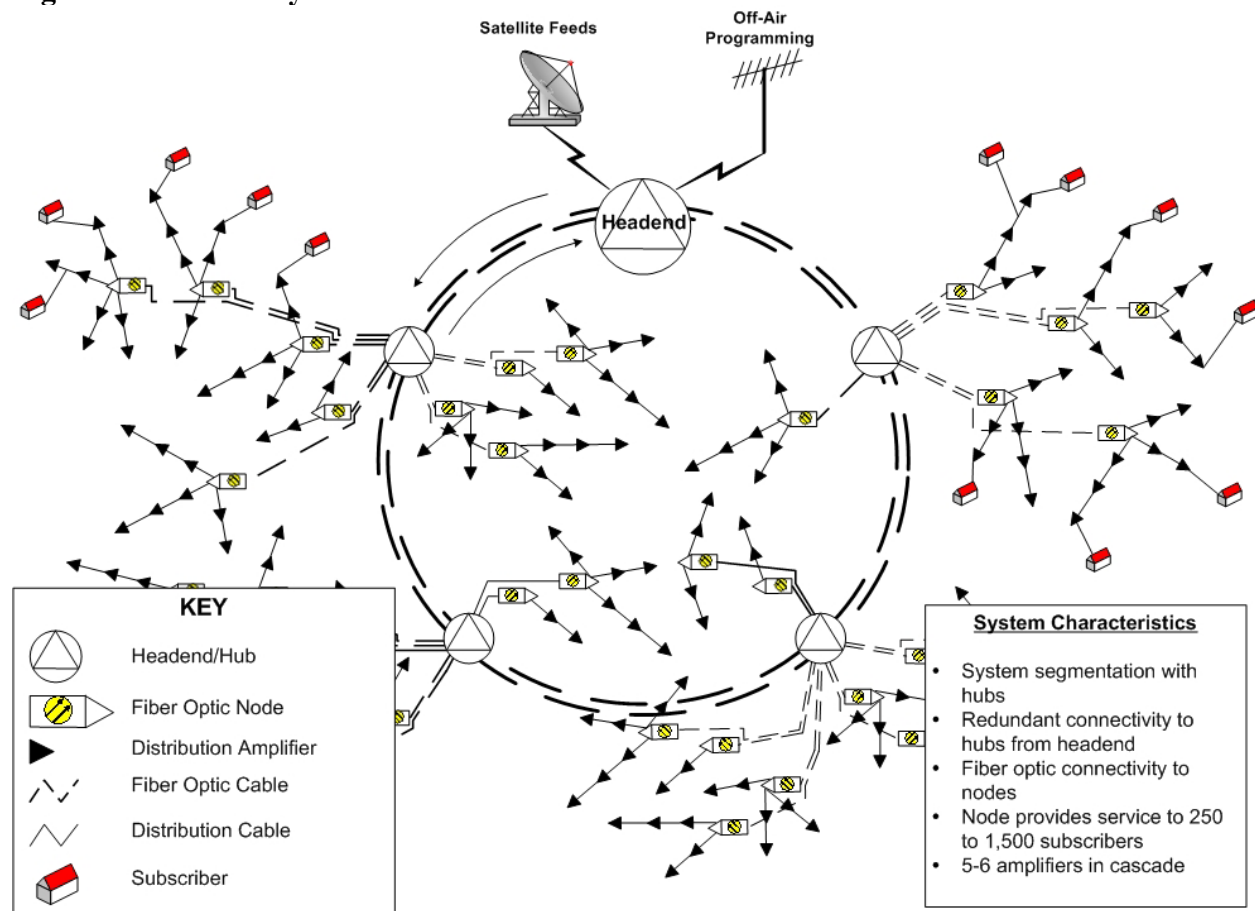 Satellite Feeds
Off-Air
Programming
Headend
KEY
Headend/Hub
Fiber Optic Node
Distribution Amplifier
Fiber Optic Cable
Distribution Cable
Subscriber
System Characteristics
• System segmentation with
hubs
• Redundant connectivity to
hubs from headend
• Fiber optic connectivity to
nodes
• Node provides service to 250
to 1,500 subscribers
• 5-6 amplifiers in cascade